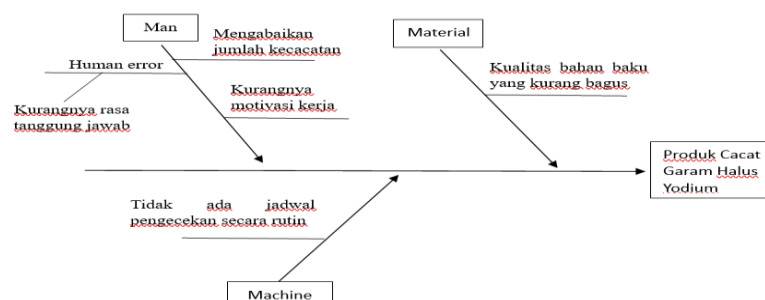 Man
Mengabaikan
jumlah kecacatan
Human error
Kurangnya
motivasi kerja
Kurangnya rasa
tanggung jawab
Material
Kualitas bahan baku
yang kurang bagus
Produk Cacat
Garam Halus
Yodium
Tidak ada jadwal
pengecekan secara rutin
Machine